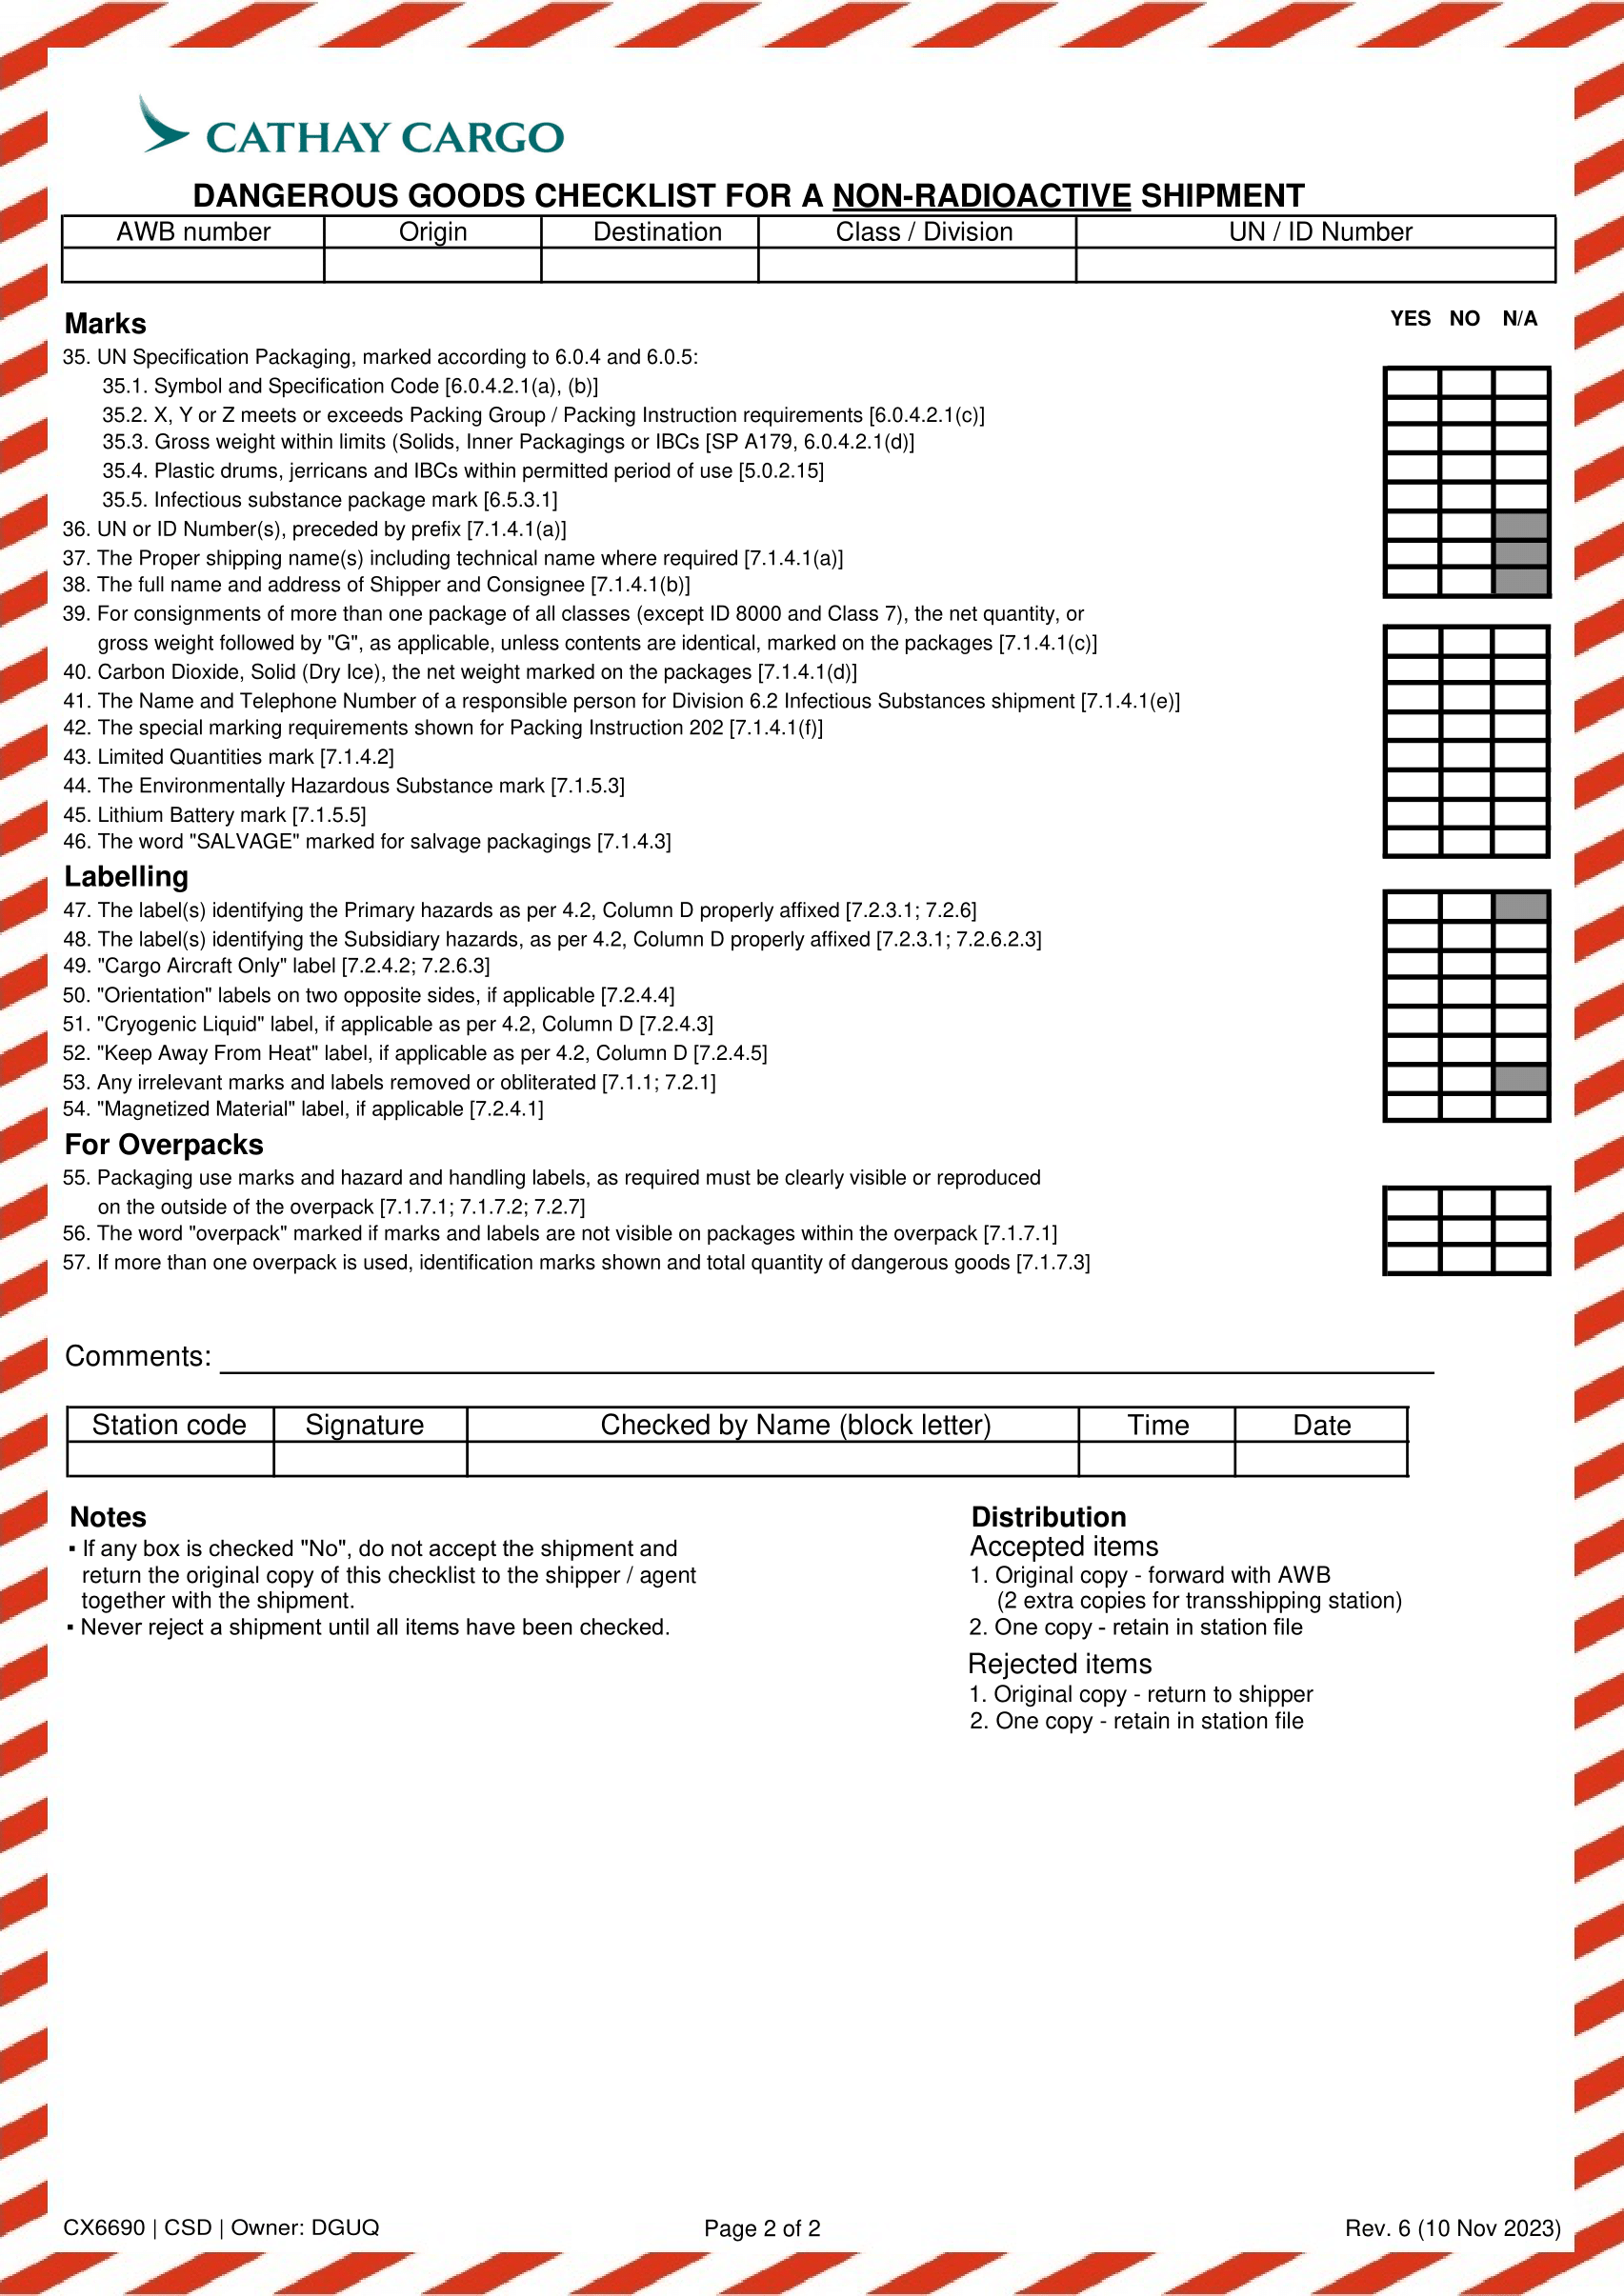 CATHAY CARGO
DANGEROUS GOODS CHECKLIST FOR A NON-RADIOACTIVE SHIPMENT
AWB number Origin Destination Class / Division UN / ID Number
Marks YES NO N/A
35. UN Specification Packaging, marked according to 6.0.4 and 6.0.5:
35.1. Symbol and Specification Code [6.0.4.2.1(a), (b)]
35.2. X, Y or Z meets or exceeds Packing Group / Packing Instruction requirements [6.0.4.2.1(c)]
35.3. Gross weight within limits (Solids, Inner Packagings or IBCs [SP A179, 6.0.4.2.1(d)]
35.4. Plastic drums, jerricans and IBCs within permitted period of use [5.0.2.15]
35.5. Infectious substance package mark [6.5.3.1]
36. UN or ID Number(s), preceded by prefix [7.1.4.1(a)]
37. The Proper shipping name(s) including technical name where required [7.1.4.1(a)]
38. The full name and address of Shipper and Consignee [7.1.4.1(b)]
39. For consignments of more than one package of all classes (except ID 8000 and Class 7), the net quantity, or
gross weight followed by "G", as applicable, unless contents are identical, marked on the packages [7.1.4.1(c)]
40. Carbon Dioxide, Solid (Dry Ice), the net weight marked on the packages [7.1.4.1(d)]
41. The Name and Telephone Number of a responsible person for Division 6.2 Infectious Substances shipment [7.1.4.1(e)]
42. The special marking requirements shown for Packing Instruction 202 [7.1.4.1(f)]
43. Limited Quantities mark [7.1.4.2]
44. The Environmentally Hazardous Substance mark [7.1.5.3]
45. Lithium Battery mark [7.1.5.5]
46. The word "SALVAGE" marked for salvage packagings [7.1.4.3]
Labelling
47. The label(s) identifying the Primary hazards as per 4.2, Column D properly affixed [7.2.3.1; 7.2.6]
48. The label(s) identifying the Subsidiary hazards, as per 4.2, Column D properly affixed [7.2.3.1; 7.2.6.2.3]
49. "Cargo Aircraft Only" label [7.2.4.2; 7.2.6.3]
50. "Orientation" labels on two opposite sides, if applicable [7.2.4.4]
51. "Cryogenic Liquid" label, if applicable as per 4.2, Column D [7.2.4.3]
52. "Keep Away From Heat" label, if applicable as per 4.2, Column D [7.2.4.5]
53. Any irrelevant marks and labels removed or obliterated [7.1.1; 7.2.1]
54. "Magnetized Material" label, if applicable [7.2.4.1]
For Overpacks
55. Packaging use marks and hazard and handling labels, as required must be clearly visible or reproduced
on the outside of the overpack [7.1.7.1; 7.1.7.2; 7.2.7]
56. The word "overpack" marked if marks and labels are not visible on packages within the overpack [7.1.7.1]
57. If more than one overpack is used, identification marks shown and total quantity of dangerous goods [7.1.7.3]
Comments:
Station code Signature Checked by Name (block letter) Time Date
Notes
▪ If any box is checked "No", do not accept the shipment and
return the original copy of this checklist to the shipper / agent
together with the shipment.
▪ Never reject a shipment until all items have been checked.
Distribution
Accepted items
1. Original copy - forward with AWB
(2 extra copies for transshipping station)
2. One copy - retain in station file
Rejected items
1. Original copy - return to shipper
2. One copy - retain in station file
CX6690 | CSD | Owner: DGUQ Page 2 of 2 Rev. 6 (10 Nov 2023)